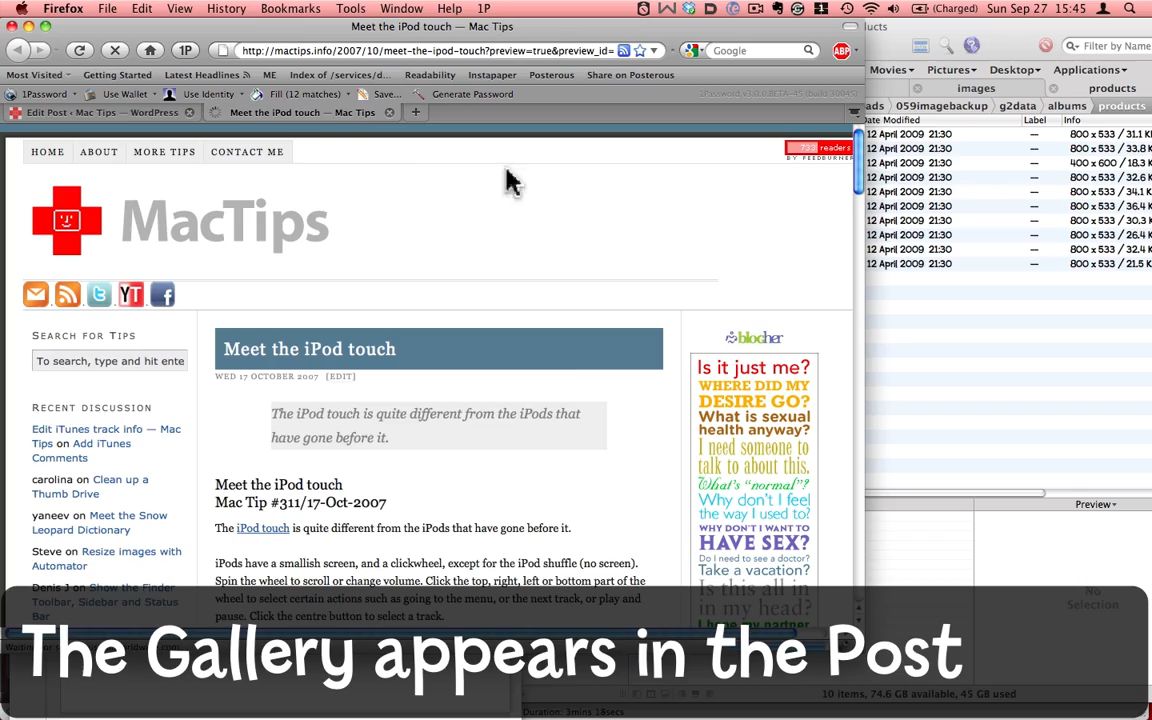 Firefox File Edit View History Bookmarks Tools Window Help 1P (Charged) Sun Sep 27 15:45
Meet the iPod touch — Mac Tips
1P http://mactips.info/2007/10/meet-the-ipod-touch?preview=true&preview_id= Google ABP
Most Visited Getting Started Latest Headlines ME Index of /services/d... Readability Instapaper Posterous Share on Posterous
1Password Use Wallet Use Identity Fill (12 matches) Save... Generate Password
Edit Post ‹ Mac Tips — WordPress Meet the iPod touch — Mac Tips
HOME ABOUT MORE TIPS CONTACT ME
733 readers
BY FEEDBURNER
MacTips
YT
SEARCH FOR TIPS
To search, type and hit ente
RECENT DISCUSSION
Edit iTunes track info — Mac
Tips on Add iTunes
Comments
carolina on Clean up a
Thumb Drive
yaneev on Meet the Snow
Leopard Dictionary
Steve on Resize images with
Automator
Denis J on Show the Finder
Toolbar, Sidebar and Status
Bar
Meet the iPod touch
WED 17 OCTOBER 2007 [EDIT]
The iPod touch is quite different from the iPods that
have gone before it.
Meet the iPod touch
Mac Tip #311/17-Oct-2007
The iPod touch is quite different from the iPods that have gone before it.
iPods have a smallish screen, and a clickwheel, except for the iPod shuffle (no screen).
Spin the wheel to scroll or change volume. Click the top, right, left or bottom part of the
wheel to select certain actions such as going to the menu, or the next track, or play and
pause. Click the centre button to select a track.
blogher
Is it just me?
WHERE DID MY
DESIRE GO?
What is sexual
health anyway?
I need someone to
talk to about this.
What's "normal"?
Why don't I feel
the way I used to?
WHY DON'T I WANT TO
HAVE SEX?
Do I need to see a doctor?
Take a vacation?
Is this all in
in my head?
How is my partner
ucts
Filter by Name
Movies Pictures Desktop Applications
images products
ads 059imagebackup g2data albums products
Date Modified Label Info
12 April 2009 21:30 — 800 x 533 / 31.1 K
12 April 2009 21:30 — 800 x 533 / 33.8 K
12 April 2009 21:30 — 400 x 600 / 18.3 K
12 April 2009 21:30 — 800 x 533 / 32.6 K
12 April 2009 21:30 — 800 x 533 / 34.1 K
12 April 2009 21:30 — 800 x 533 / 36.4 K
12 April 2009 21:30 — 800 x 533 / 30.3 K
12 April 2009 21:30 — 800 x 533 / 26.4 K
12 April 2009 21:30 — 800 x 533 / 32.4 K
12 April 2009 21:30 — 800 x 533 / 21.5 K
Preview
No
Selection
10 items, 74.6 GB available, 45 GB used
Duration: 3mins 18secs
The Gallery appears in the Post